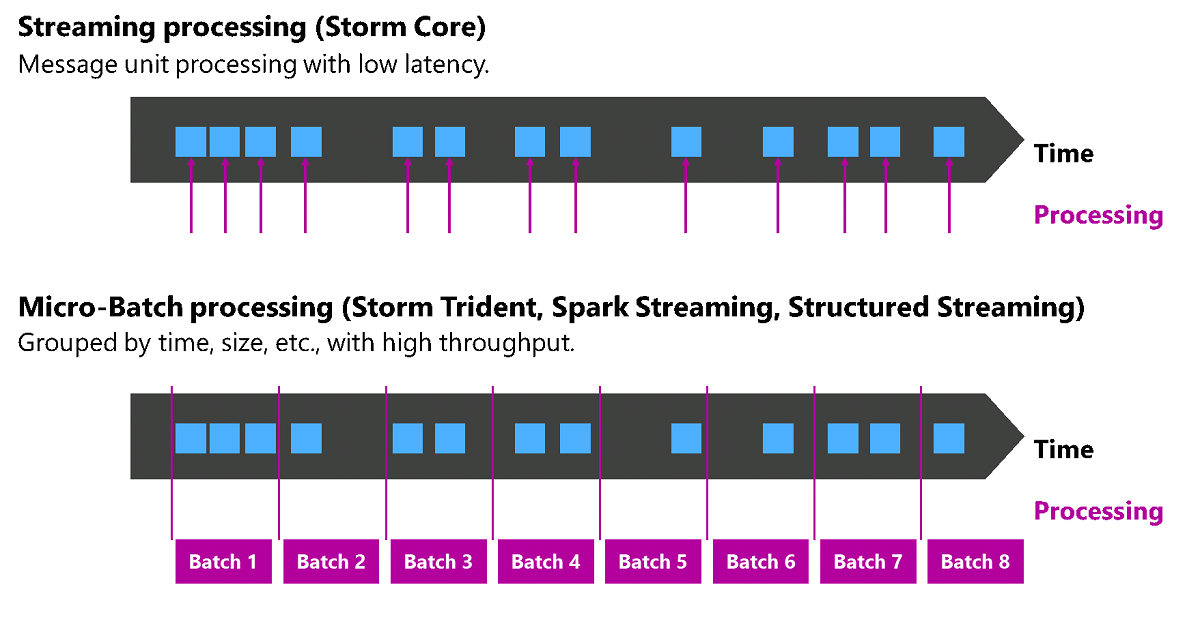 Streaming processing (Storm Core)
Message unit processing with low latency.
Time
Processing
Micro-Batch processing (Storm Trident, Spark Streaming, Structured Streaming)
Grouped by time, size, etc., with high throughput.
Time
Processing
Batch 1
Batch 2
Batch 3
Batch 4
Batch 5
Batch 6
Batch 7
Batch 8